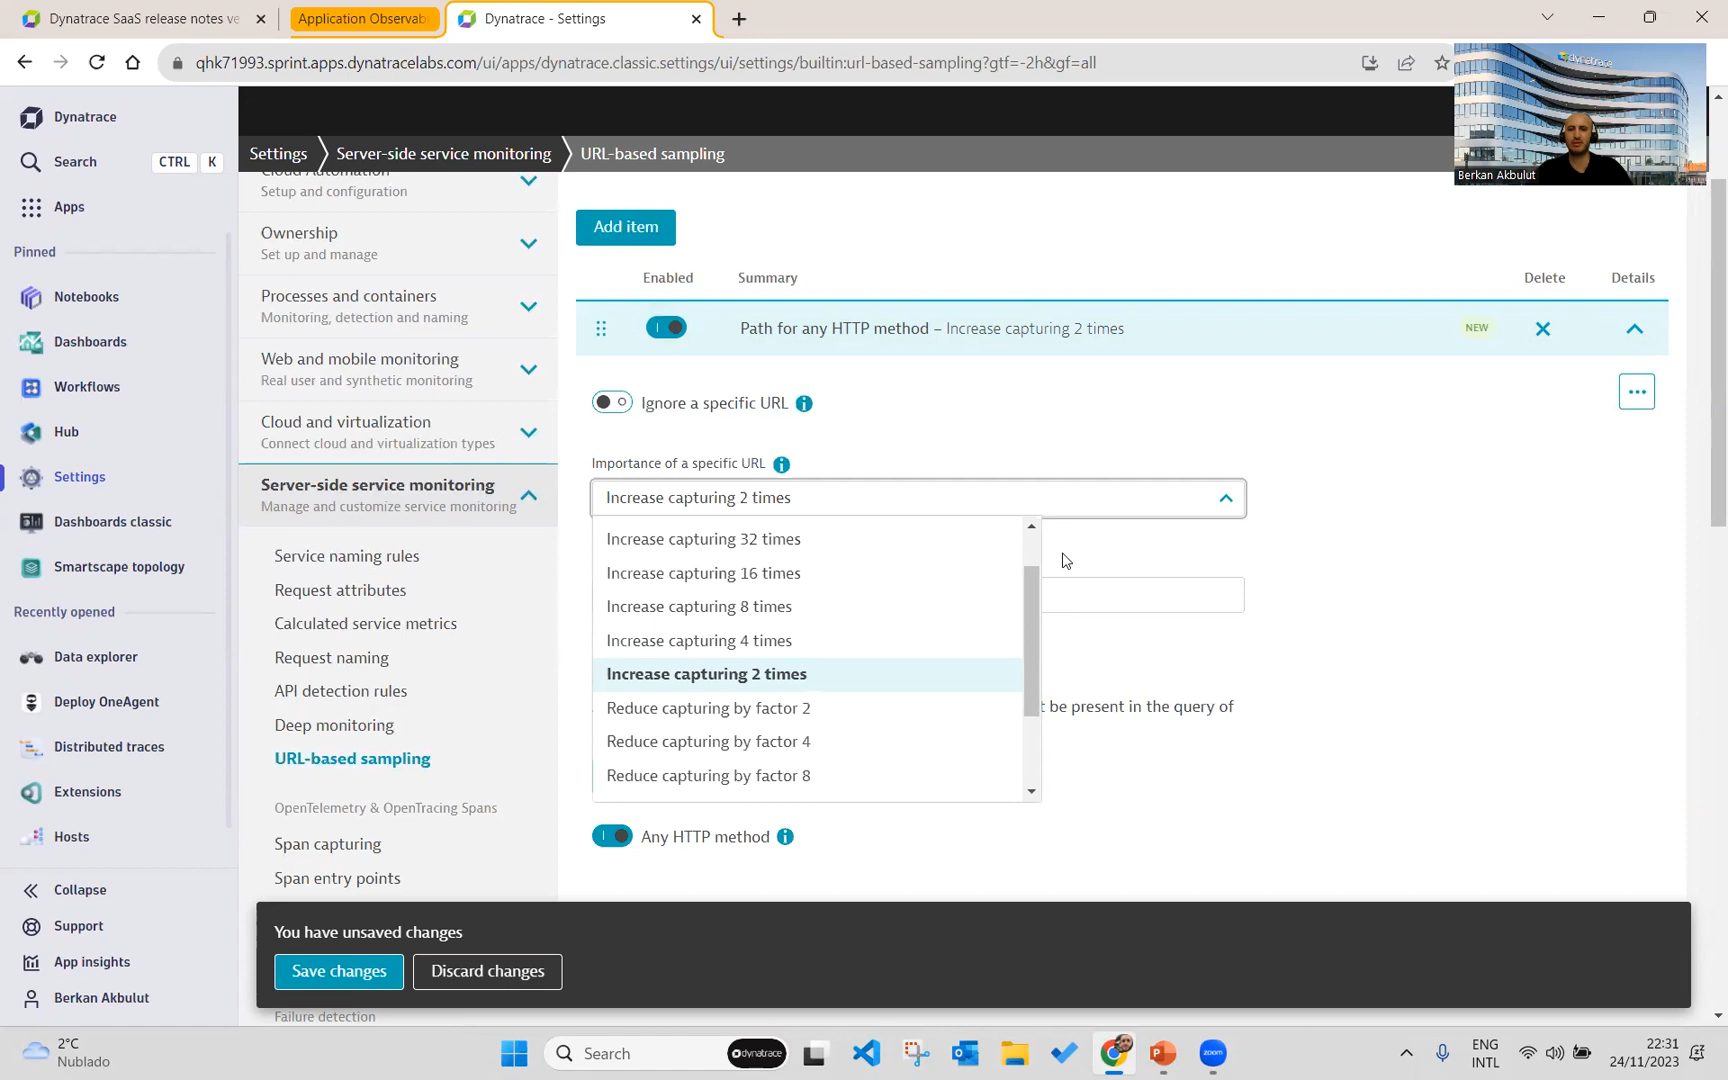 Dynatrace SaaS release notes ve
Application Observab
Dynatrace - Settings
qhk71993.sprint.apps.dynatracelabs.com/ui/apps/dynatrace.classic.settings/ui/settings/builtin:url-based-sampling?gtf=-2h&gf=all
dynatrace
Berkan Akbulut
Dynatrace
Search CTRL K
Apps
Pinned
Notebooks
Dashboards
Workflows
Hub
Settings
Dashboards classic
Smartscape topology
Recently opened
Data explorer
Deploy OneAgent
Distributed traces
Extensions
Hosts
Collapse
Support
App insights
Berkan Akbulut
Settings Server-side service monitoring URL-based sampling
Cloud Automation
Setup and configuration
Ownership
Set up and manage
Processes and containers
Monitoring, detection and naming
Web and mobile monitoring
Real user and synthetic monitoring
Cloud and virtualization
Connect cloud and virtualization types
Server-side service monitoring
Manage and customize service monitoring
Service naming rules
Request attributes
Calculated service metrics
Request naming
API detection rules
Deep monitoring
URL-based sampling
OpenTelemetry & OpenTracing Spans
Span capturing
Span entry points
Failure detection
Add item
Enabled Summary Delete Details
Path for any HTTP method – Increase capturing 2 times NEW
Ignore a specific URL
Importance of a specific URL
Increase capturing 2 times
Increase capturing 32 times
Increase capturing 16 times
Increase capturing 8 times
Increase capturing 4 times
Increase capturing 2 times
Reduce capturing by factor 2
Reduce capturing by factor 4
Reduce capturing by factor 8
be present in the query of
Any HTTP method
You have unsaved changes
Save changes Discard changes
2°C
Nublado
Search
dynatrace
zoom
ENG
INTL
22:31
24/11/2023